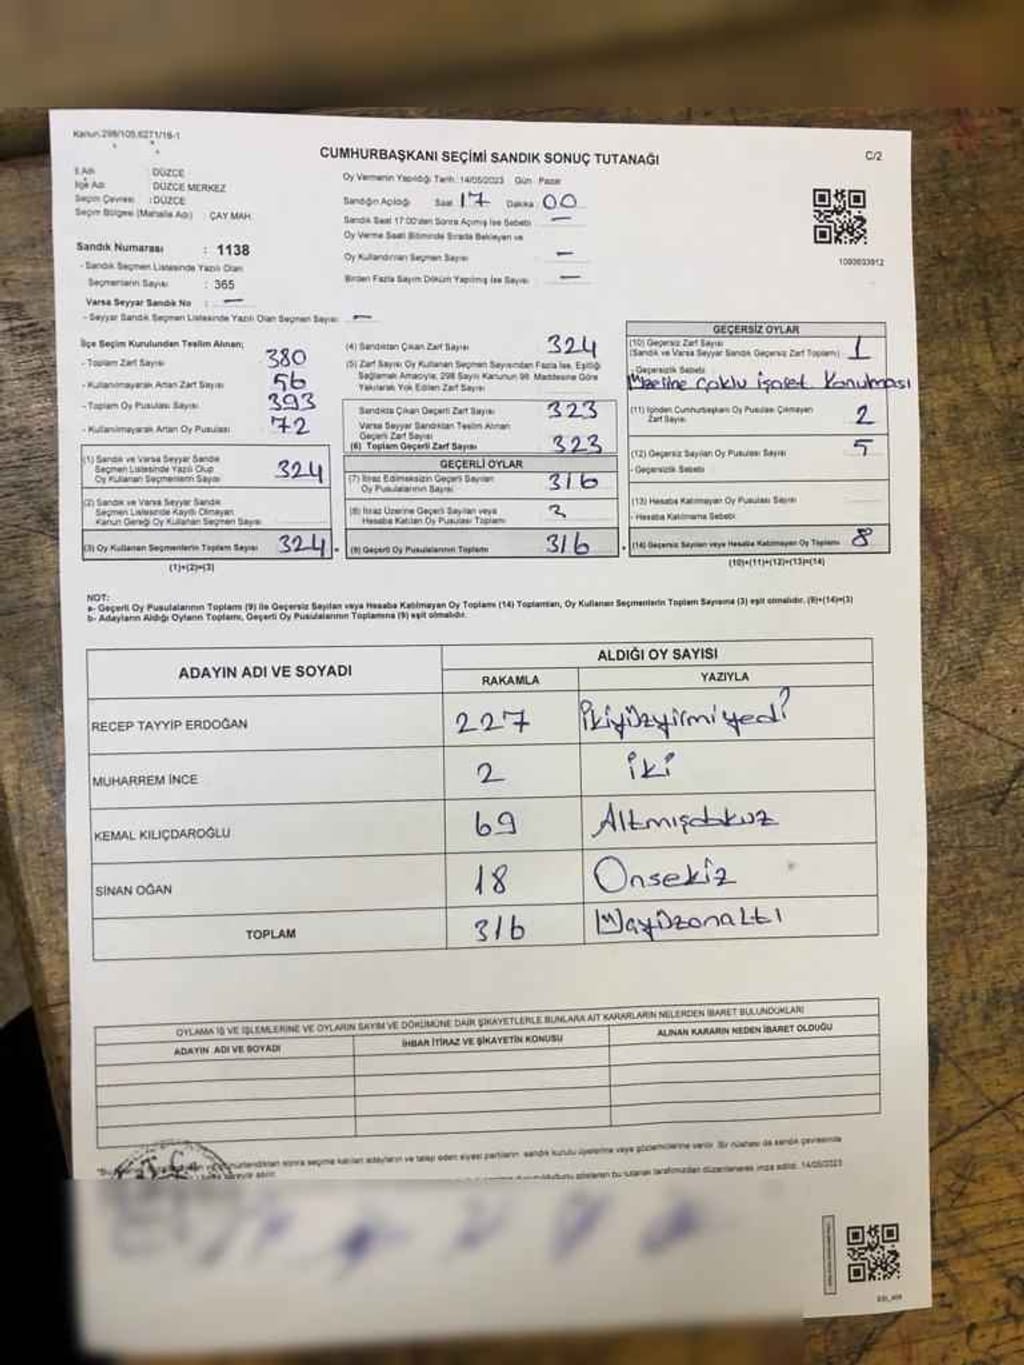 Kanun:298/105,6271/16-1
CUMHURBAŞKANI SEÇİMİ SANDIK SONUÇ TUTANAĞI
C/2
İl Adı : DÜZCE
İlçe Adı : DÜZCE MERKEZ
Seçim Çevresi : DÜZCE
Seçim Bölgesi (Mahalle Adı) : ÇAY MAH.
Sandık Numarası : 1138
- Sandık Seçmen Listesinde Yazılı Olan
Seçmenlerin Sayısı : 365
Varsa Seyyar Sandık No : —
- Seyyar Sandık Seçmen Listesinde Yazılı Olan Seçmen Sayısı —
Oy Vermenin Yapıldığı Tarih: 14/05/2023 Gün: Pazar
Sandığın Açıldığı Saat 17 Dakika 00
Sandık Saat 17:00'den Sonra Açılmış İse Sebebi —
Oy Verme Saati Bitiminde Sırada Bekleyen ve
Oy Kullandırılan Seçmen Sayısı —
Birden Fazla Sayım Döküm Yapılmış İse Sayısı —
1093633912
İlçe Seçim Kurulundan Teslim Alınan;
- Toplam Zarf Sayısı 380
- Kullanılmayarak Artan Zarf Sayısı 56
- Toplam Oy Pusulası Sayısı 393
- Kullanılmayarak Artan Oy Pusulası 72
(1) Sandık ve Varsa Seyyar Sandık
Seçmen Listesinde Yazılı Olup
Oy Kullanan Seçmenlerin Sayısı 324
(2) Sandık ve Varsa Seyyar Sandık
Seçmen Listesinde Kayıtlı Olmayan
Kanun Gereği Oy Kullanan Seçmen Sayısı
(3) Oy Kullanan Seçmenlerin Toplam Sayısı 324
(1)+(2)=(3)
(4) Sandıktan Çıkan Zarf Sayısı 324
(5) Zarf Sayısı Oy Kullanan Seçmen Sayısından Fazla İse, Eşitliği
Sağlamak Amacıyla, 298 Sayılı Kanunun 98. Maddesine Göre
Yakılarak Yok Edilen Zarf Sayısı
Sandıkta Çıkan Geçerli Zarf Sayısı 323
Varsa Seyyar Sandıktan Teslim Alınan
Geçerli Zarf Sayısı
(6) Toplam Geçerli Zarf Sayısı 323
GEÇERLİ OYLAR
(7) İtiraz Edilmeksizin Geçerli Sayılan
Oy Pusulalarının Sayısı 316
(8) İtiraz Üzerine Geçerli Sayılan veya
Hesaba Katılan Oy Pusulası Toplamı
(9) Geçerli Oy Pusulalarının Toplamı 316
GEÇERSİZ OYLAR
(10) Geçersiz Zarf Sayısı
(Sandık ve Varsa Seyyar Sandık Geçersiz Zarf Toplamı) 1
- Geçersizlik Sebebi
çoklu işaret Konulması
(11) İçinden Cumhurbaşkanı Oy Pusulası Çıkmayan
Zarf Sayısı 2
(12) Geçersiz Sayılan Oy Pusulası Sayısı 5
- Geçersizlik Sebebi
(13) Hesaba Katılmayan Oy Pusulası Sayısı
- Hesaba Katılmama Sebebi
(14) Geçersiz Sayılan veya Hesaba Katılmayan Oy Toplamı 8
(10)+(11)+(12)+(13)=(14)
NOT:
a- Geçerli Oy Pusulalarının Toplamı (9) ile Geçersiz Sayılan veya Hesaba Katılmayan Oy Toplamı (14) Toplamları, Oy Kullanan Seçmenlerin Toplam Sayısına (3) eşit olmalıdır. (9)+(14)=(3)
b- Adayların Aldığı Oyların Toplamı, Geçerli Oy Pusulalarının Toplamına (9) eşit olmalıdır.
ADAYIN ADI VE SOYADI
ALDIĞI OY SAYISI
RAKAMLA YAZIYLA
RECEP TAYYİP ERDOĞAN 227 İkiyüzyirmiyedi
MUHARREM İNCE 2 iki
KEMAL KILIÇDAROĞLU 69 Altmışdokuz
SİNAN OĞAN 18 Onsekiz
TOPLAM 316
OYLAMA İŞ VE İŞLEMLERİNE VE OYLARIN SAYIM VE DÖKÜMÜNE DAİR ŞİKAYETLERLE BUNLARA AİT KARARLARIN NELERDEN İBARET BULUNDUKLARI
ADAYIN ADI VE SOYADI
İHBAR İTİRAZ VE ŞİKAYETİN KONUSU
ALINAN KARARIN NEDEN İBARET OLDUĞU
sonra seçime katılan adayların ve talep eden siyasi partilerin sandık kurulu üyelerine veya gözlemcilerine verilir. Bir nüshası da sandık çevresinde
bu tutanak tarafımızdan düzenlenerek imza edildi. 14/05/2023
T.C.